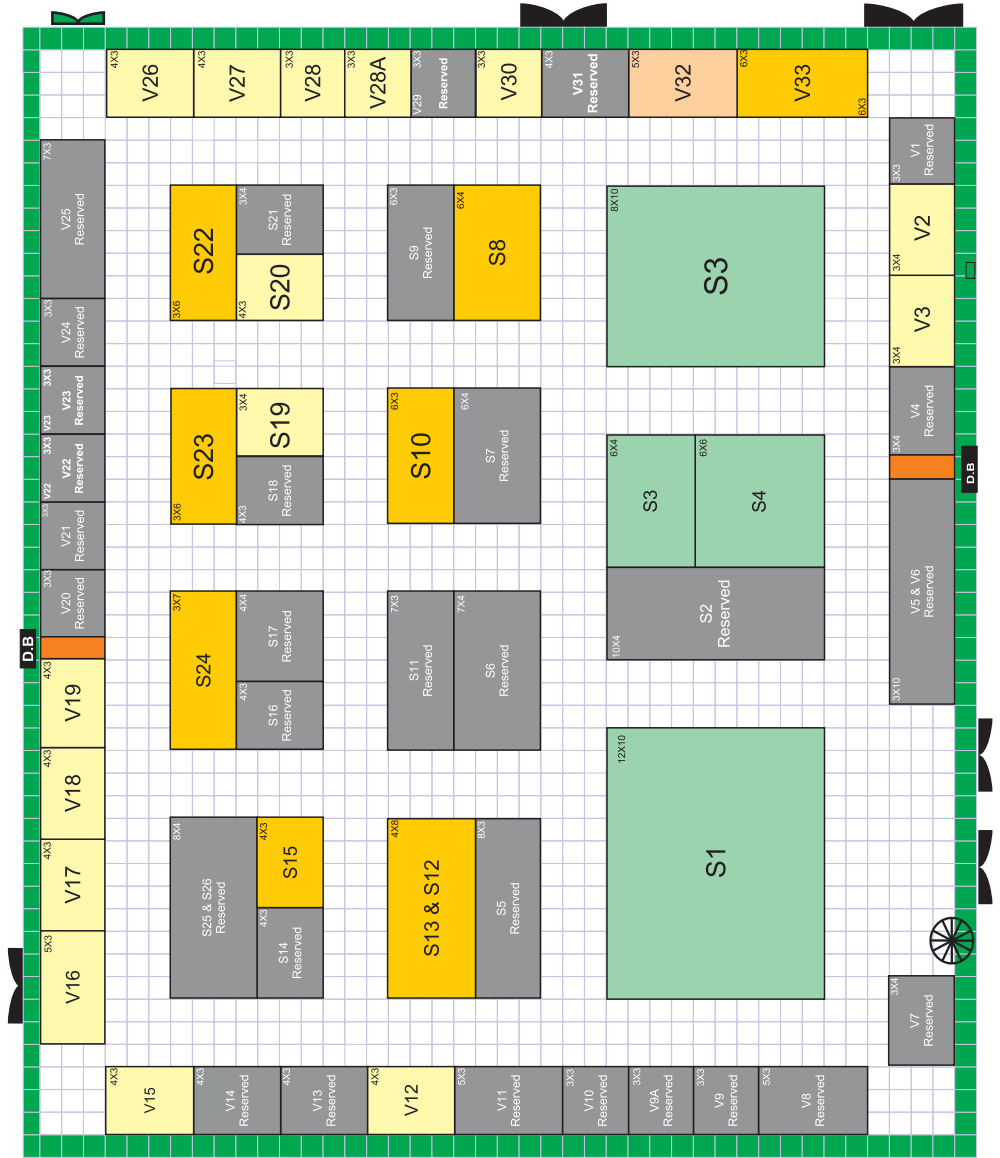 4X3
V26
4X3
V27
3X3
V28
3X3
V28A
3X3
V29
Reserved
3X3
V30
4X3
V31
Reserved
5X3
V32
6X3
V33
6X3
7X3
V25
Reserved
3X3
V24
Reserved
3X3
V23
V23
Reserved
3X3
V22
V22
Reserved
3X3
V21
Reserved
3X3
V20
Reserved
D.B
4X3
V19
4X3
V18
4X3
V17
5X3
V16
S22
3X6
3X4
S21
Reserved
4X3
S20
S23
3X6
3X4
S19
4X3
S18
Reserved
3X7
S24
4X4
S17
Reserved
4X3
S16
Reserved
8X4
S25 & S26
Reserved
4X3
S15
4X3
S14
Reserved
6X3
S9
Reserved
6X4
S8
6X3
S10
6X4
S7
Reserved
7X3
S11
Reserved
7X4
S6
Reserved
4X8
S13 & S12
8X3
S5
Reserved
8X10
S3
6X4
S3
6X6
S4
10X4
S2
Reserved
12X10
S1
V1
Reserved
3X3
V2
3X4
V3
3X4
V4
Reserved
3X4
D.B
V5 & V6
Reserved
3X10
3X4
V7
Reserved
4X3
V15
4X3
V14
Reserved
4X3
V13
Reserved
4X3
V12
5X3
V11
Reserved
3X3
V10
Reserved
3X3
V9A
Reserved
3X3
V9
Reserved
5X3
V8
Reserved